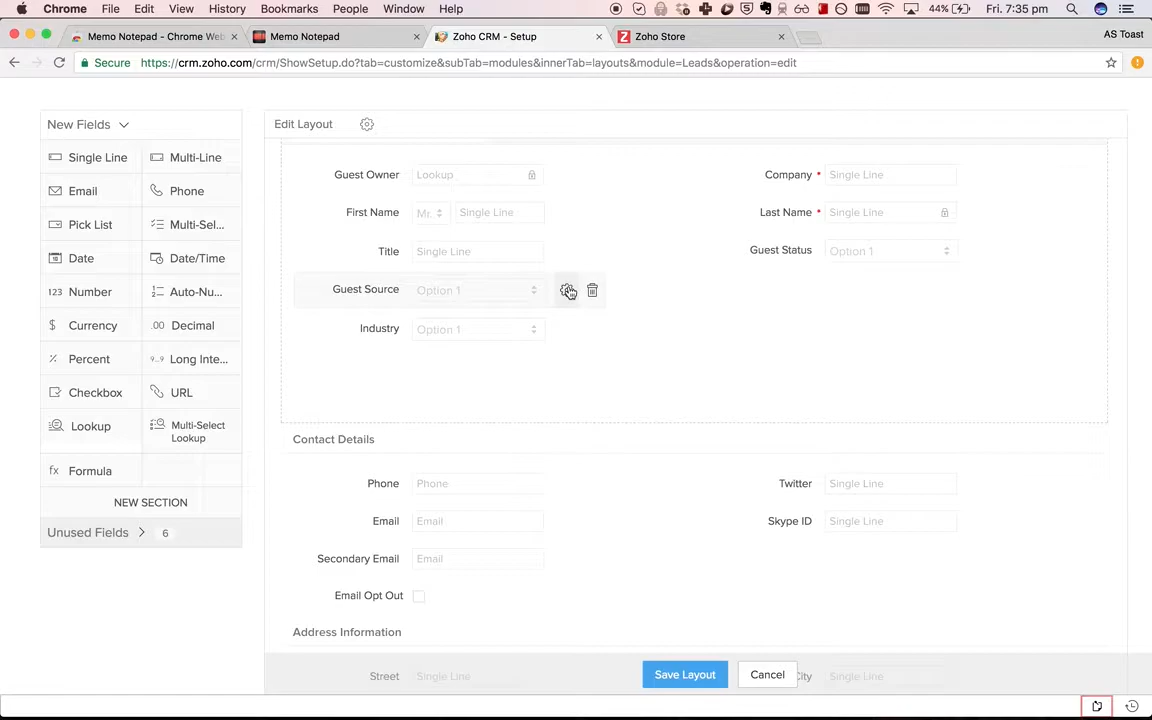 Chrome File Edit View History Bookmarks People Window Help 44% Fri. 7:35 pm
Memo Notepad - Chrome Web Memo Notepad Zoho CRM - Setup Zoho Store AS Toast
Secure https://crm.zoho.com/crm/ShowSetup.do?tab=customize&subTab=modules&innerTab=layouts&module=Leads&operation=edit
New Fields
Single Line Multi-Line
Email Phone
Pick List Multi-Sel...
Date Date/Time
123 Number Auto-Nu...
$ Currency .00 Decimal
% Percent 9..9 Long Inte...
Checkbox URL
Lookup Multi-Select
Lookup
fx Formula
NEW SECTION
Unused Fields 6
Edit Layout
Guest Owner Lookup Company * Single Line
First Name Mr. Single Line Last Name * Single Line
Title Single Line Guest Status Option 1
Guest Source Option 1
Industry Option 1
Contact Details
Phone Phone Twitter Single Line
Email Email Skype ID Single Line
Secondary Email Email
Email Opt Out
Address Information
Street Single Line City Single Line
Save Layout Cancel